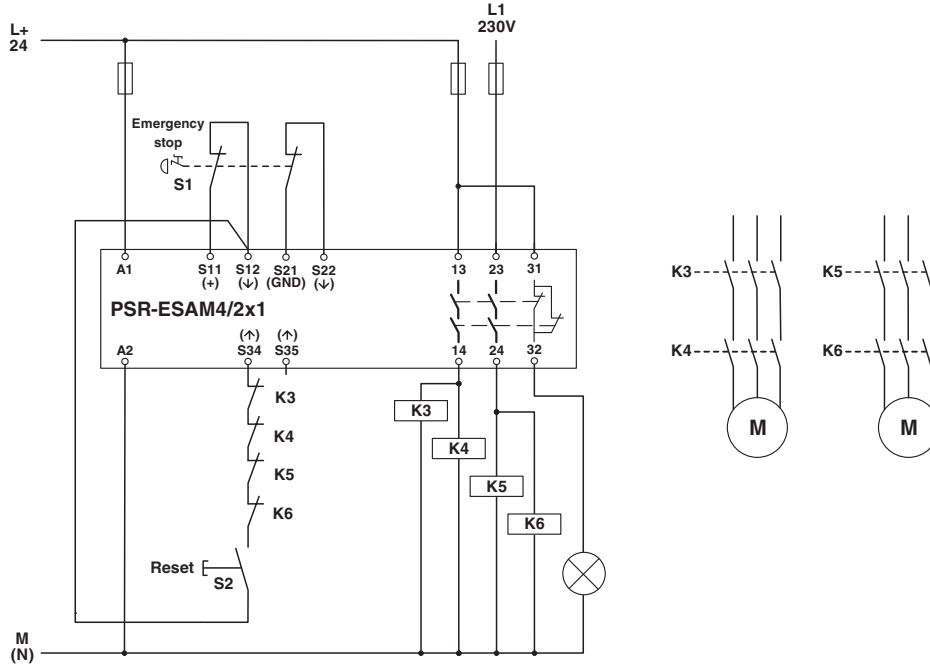 L+
24
L1
230V
Emergency
stop
S1
A1
S11
(+)
S12
(↓)
S21
(GND)
S22
(↓)
13
23
31
PSR-ESAM4/2x1
(↑)
(↑)
A2
S34
S35
14
24
32
K3
K4
K5
K6
Reset
S2
K3
K4
K5
K6
M
(N)
K3
K4
M
K5
K6
M